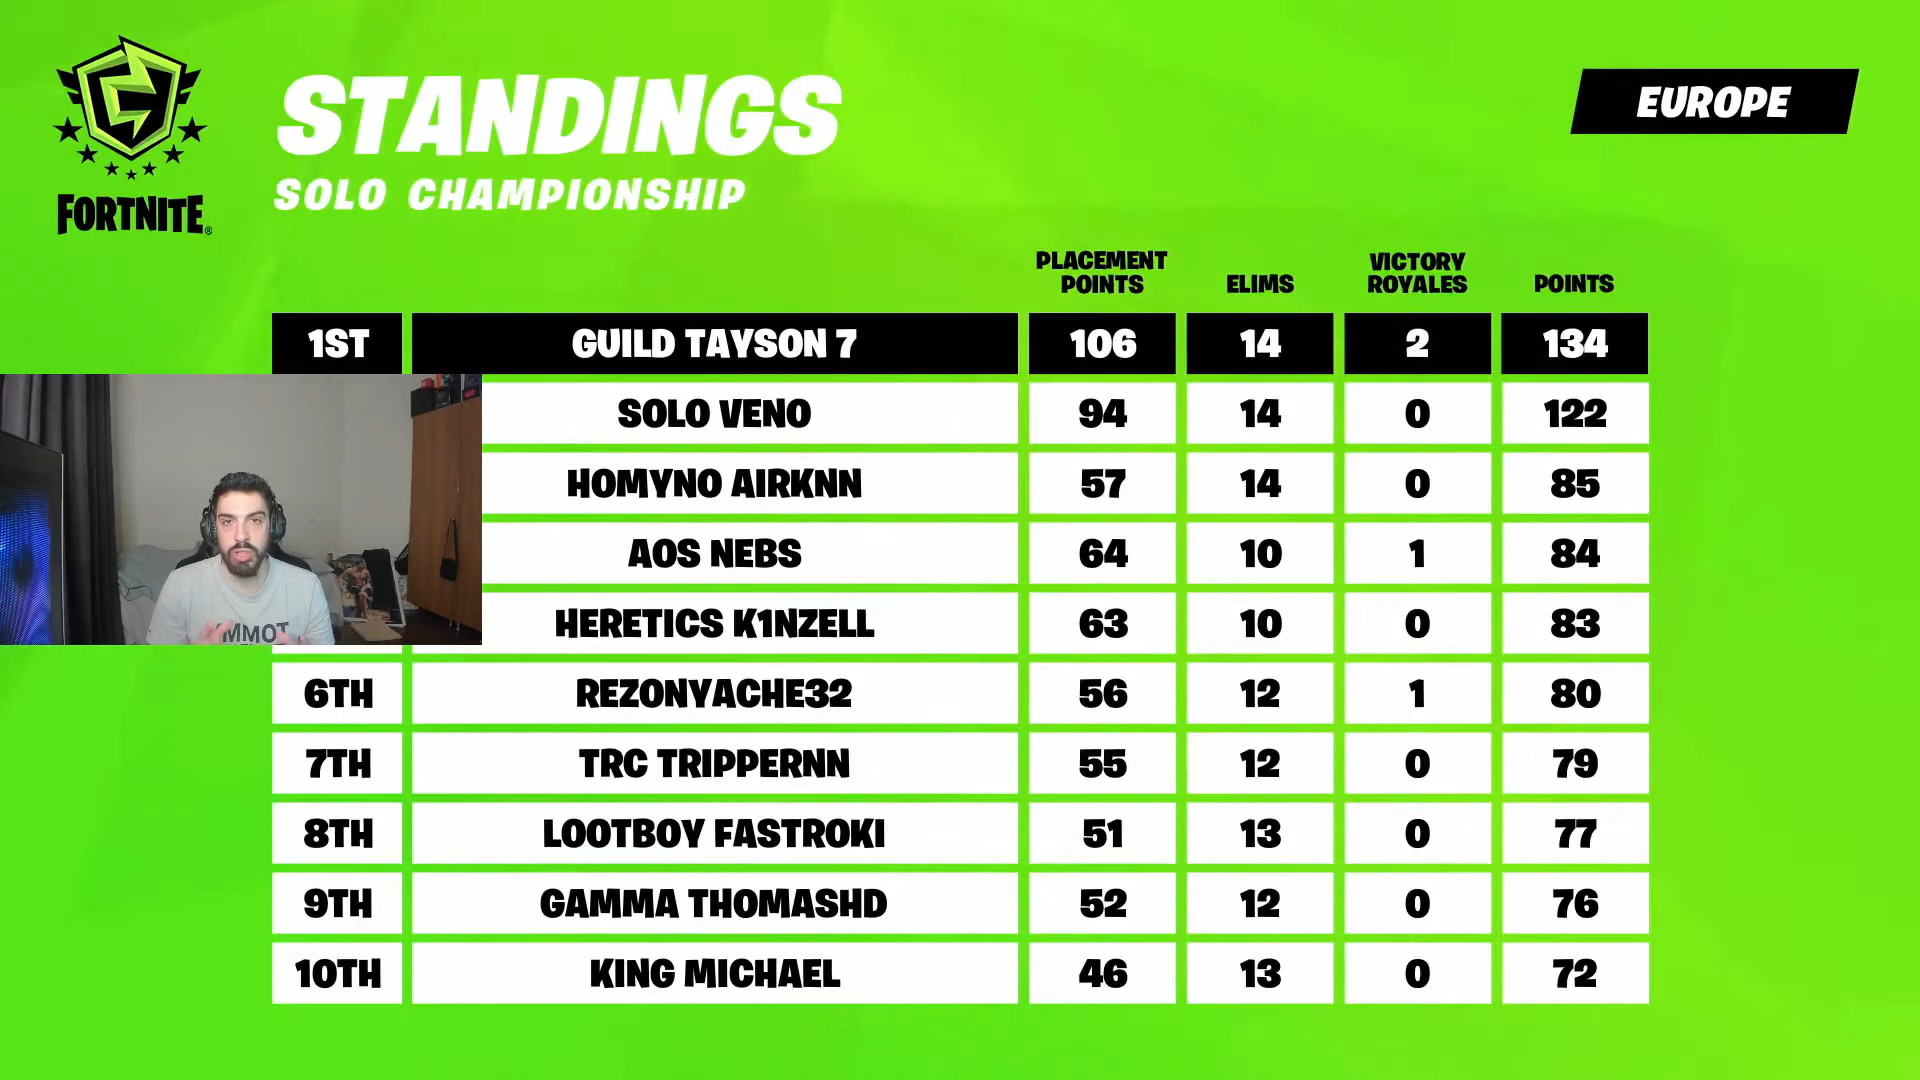 STANDINGS
SOLO CHAMPIONSHIP
EUROPE
FORTNITE®
PLACEMENT POINTS ELIMS VICTORY ROYALES POINTS
1ST GUILD TAYSON 7 106 14 2 134
SOLO VENO 94 14 0 122
HOMYNO AIRKNN 57 14 0 85
AOS NEBS 64 10 1 84
HERETICS K1NZELL 63 10 0 83
6TH REZONYACHE32 56 12 1 80
7TH TRC TRIPPERNN 55 12 0 79
8TH LOOTBOY FASTROKI 51 13 0 77
9TH GAMMA THOMASHD 52 12 0 76
10TH KING MICHAEL 46 13 0 72